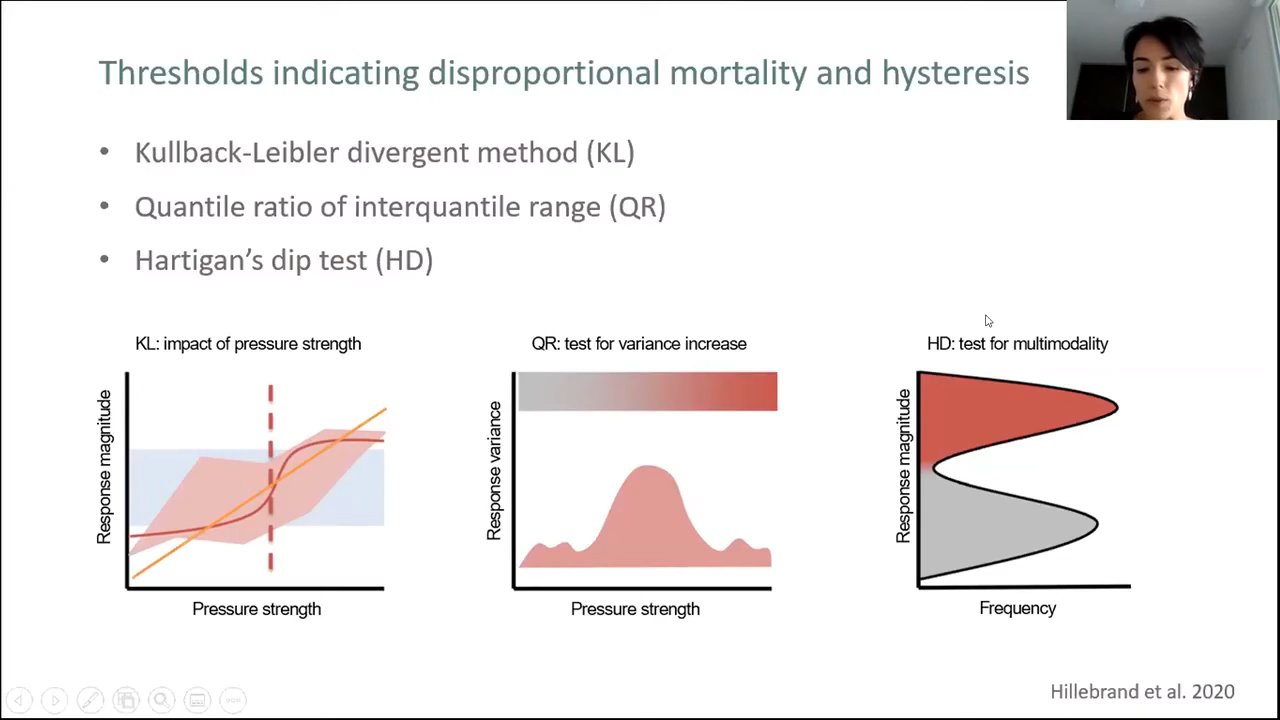 Thresholds indicating disproportional mortality and hysteresis
• Kullback-Leibler divergent method (KL)
• Quantile ratio of interquantile range (QR)
• Hartigan’s dip test (HD)
KL: impact of pressure strength
QR: test for variance increase
HD: test for multimodality
Response magnitude
Response variance
Response magnitude
Pressure strength
Pressure strength
Frequency
Hillebrand et al. 2020